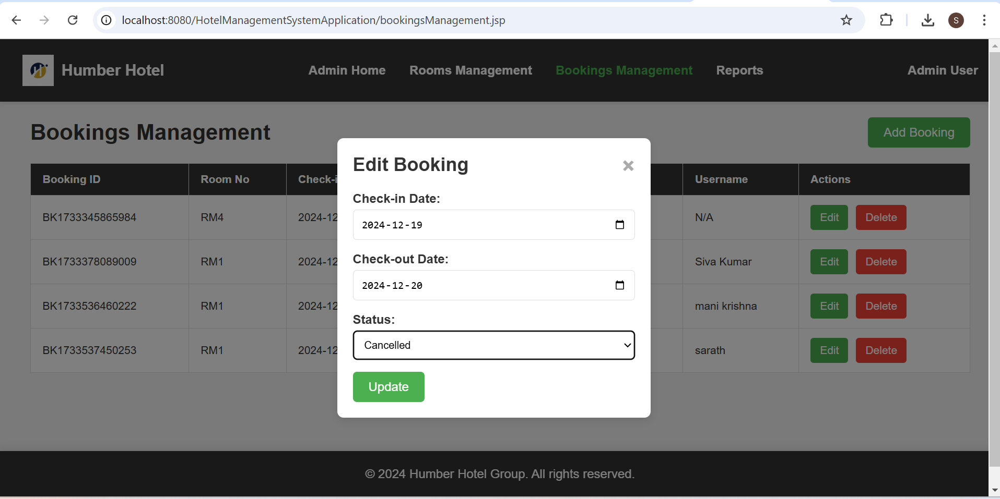 localhost:8080/HotelManagementSystemApplication/bookingsManagement.jsp
S
Humber Hotel
Admin Home
Rooms Management
Bookings Management
Reports
Admin User
Bookings Management
Add Booking
Booking ID Room No Check-i Username Actions
BK1733345865984 RM4 2024-12 N/A Edit Delete
BK1733378089009 RM1 2024-12 Siva Kumar Edit Delete
BK1733536460222 RM1 2024-12 mani krishna Edit Delete
BK1733537450253 RM1 2024-12 sarath Edit Delete
Edit Booking
×
Check-in Date:
2024-12-19
Check-out Date:
2024-12-20
Status:
Cancelled
Update
© 2024 Humber Hotel Group. All rights reserved.